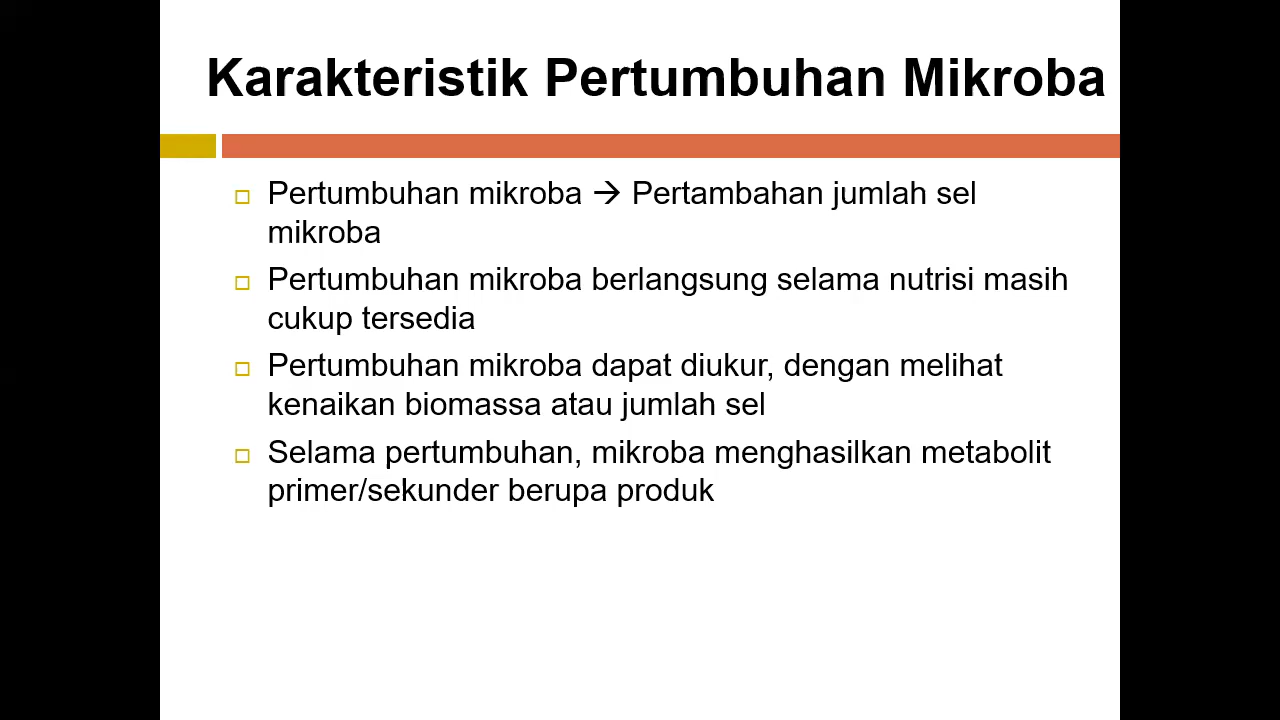 Karakteristik Pertumbuhan Mikroba
Pertumbuhan mikroba → Pertambahan jumlah sel
mikroba
Pertumbuhan mikroba berlangsung selama nutrisi masih
cukup tersedia
Pertumbuhan mikroba dapat diukur, dengan melihat
kenaikan biomassa atau jumlah sel
Selama pertumbuhan, mikroba menghasilkan metabolit
primer/sekunder berupa produk